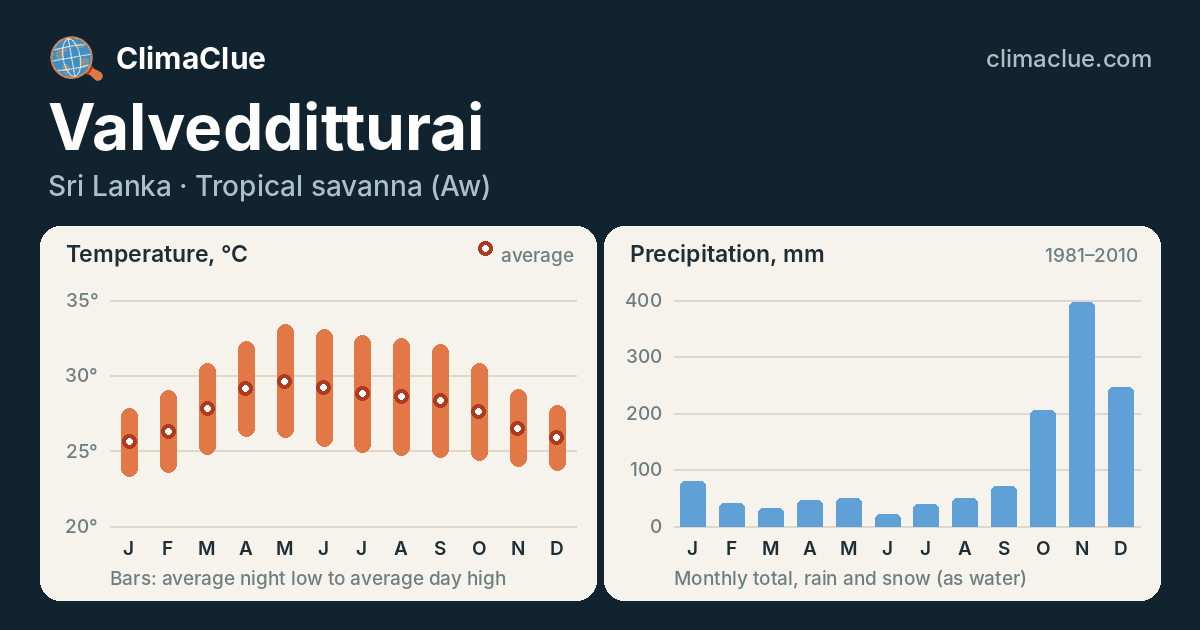 ClimaClue
climaclue.com
Valvedditturai
Sri Lanka · Tropical savanna (Aw)
Temperature, °C
average
35°
30°
25°
20°
J F M A M J J A S O N D
Bars: average night low to average day high
Precipitation, mm
1981–2010
400
300
200
100
0
J F M A M J J A S O N D
Monthly total, rain and snow (as water)